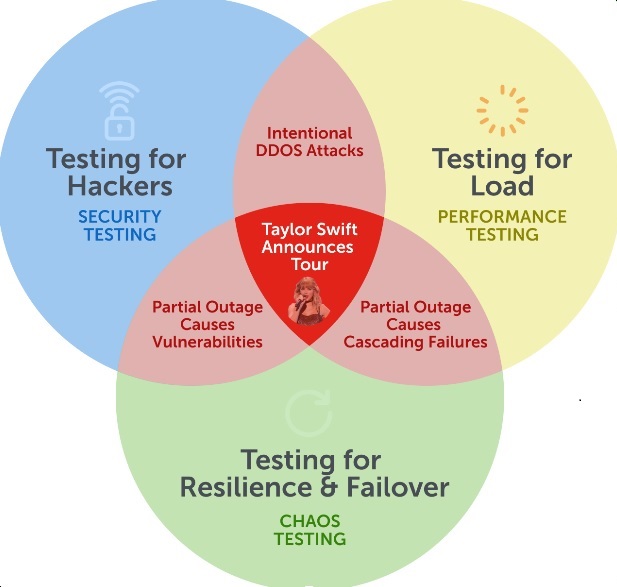 Intentional
DDOS Attacks
Testing for
Hackers
SECURITY
TESTING
Testing for
Load
PERFORMANCE
TESTING
Taylor Swift
Announces
Tour
Partial Outage
Causes
Vulnerabilities
Partial Outage
Causes
Cascading Failures
Testing for
Resilience & Failover
CHAOS
TESTING